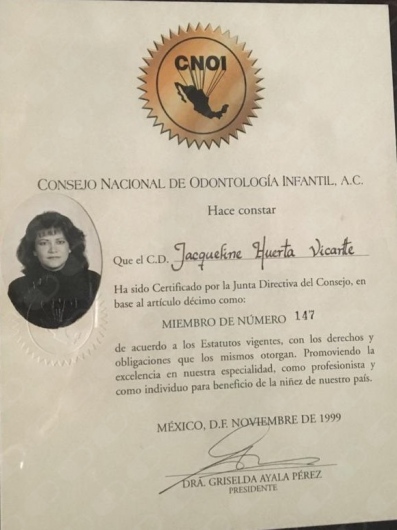 CNOI
CONSEJO NACIONAL DE ODONTOLOGÍA INFANTIL, A.C.
Hace constar
Que el C.D. Jacqueline Huerta Vicarte
Ha sido Certificado por la Junta Directiva del Consejo, en
base al artículo décimo como:
MIEMBRO DE NÚMERO 147
de acuerdo a los Estatutos vigentes, con los derechos y
obligaciones que los mismos otorgan. Promoviendo la
excelencia en nuestra especialidad, como profesionista y
como individuo para beneficio de la niñez de nuestro país.
MÉXICO, D.F. NOVIEMBRE DE 1999
DRA. GRISELDA AYALA PÉREZ
PRESIDENTE